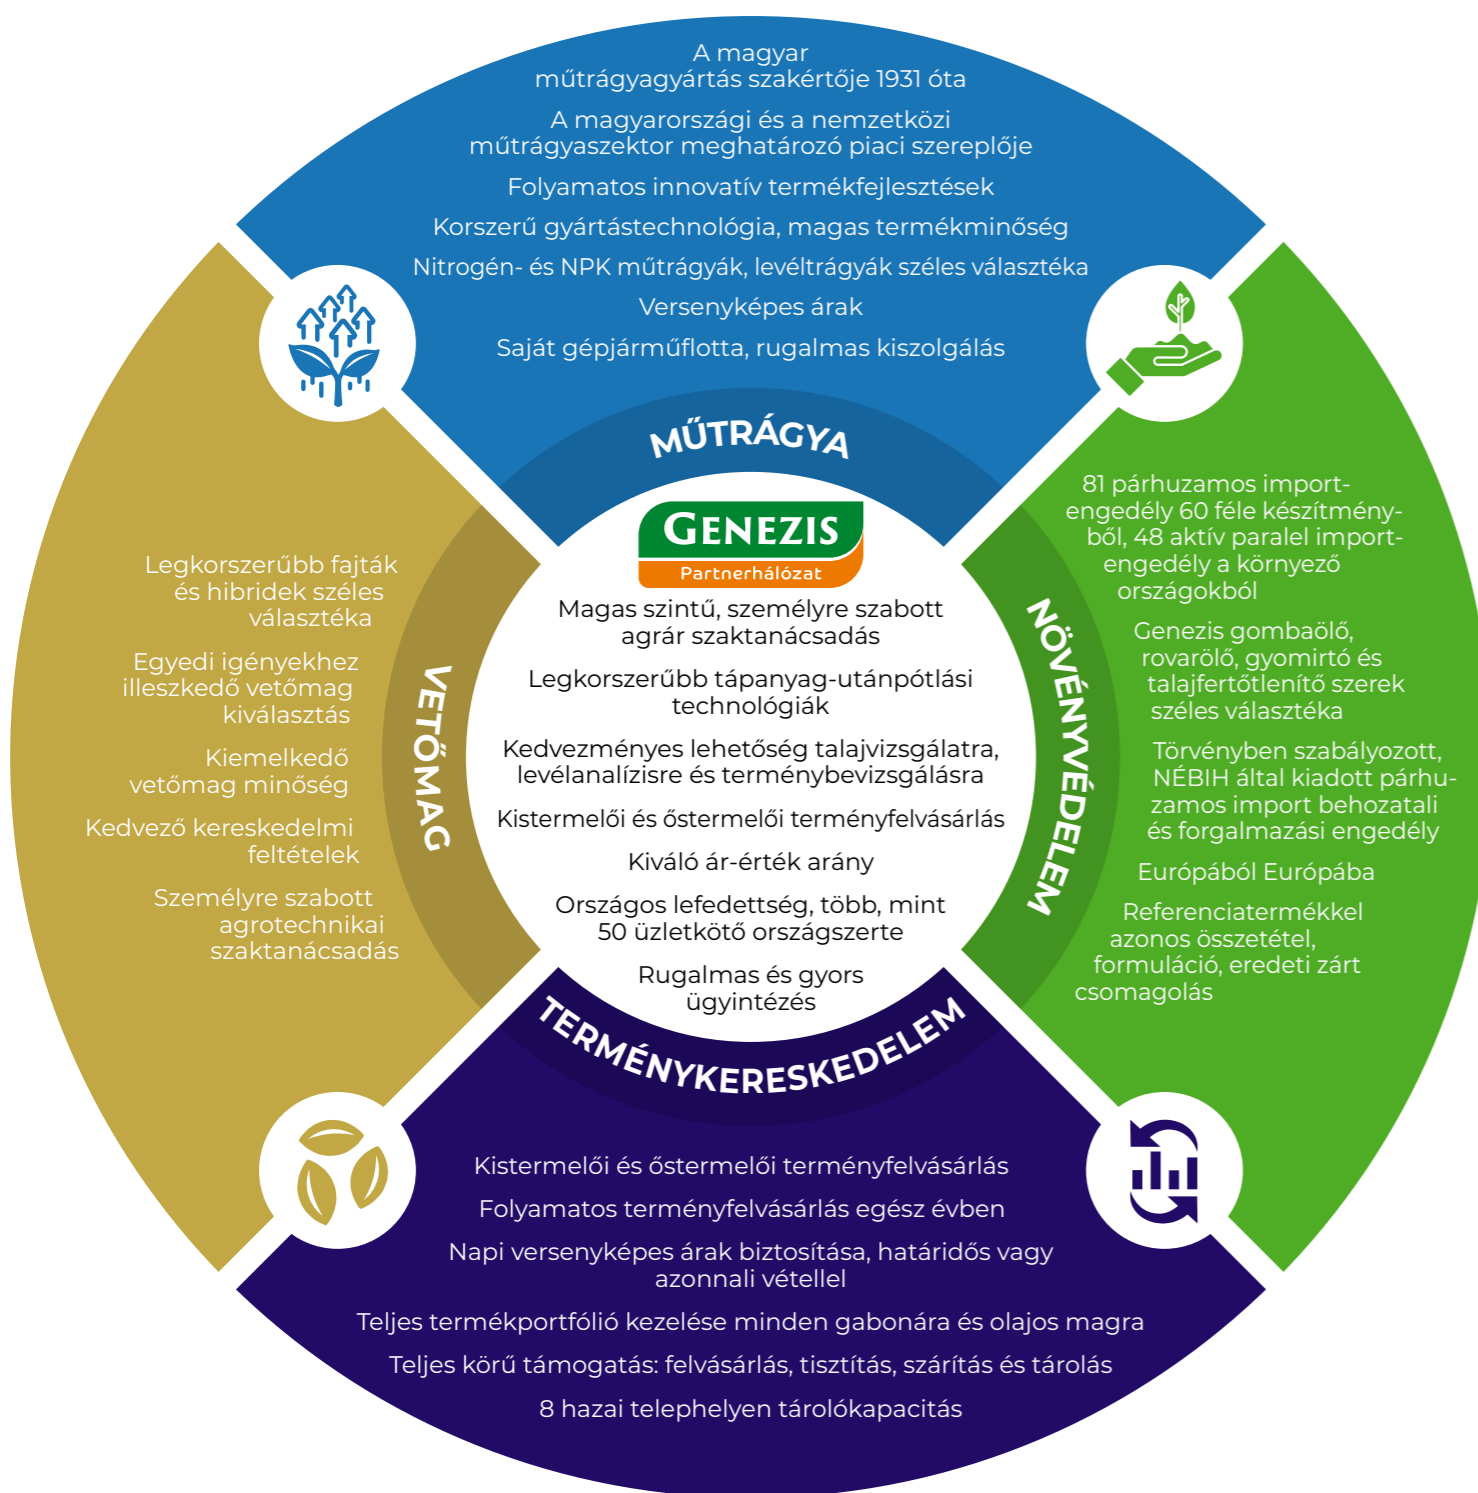 A magyar
műtrágyagyártás szakértője 1931 óta
A magyarországi és a nemzetközi
műtrágyaszektor meghatározó piaci szereplője
Folyamatos innovatív termékfejlesztések
Korszerű gyártástechnológia, magas termékminőség
Nitrogén- és NPK műtrágyák, levéltrágyák széles választéka
Versenyképes árak
Saját gépjárműflotta, rugalmas kiszolgálás
MŰTRÁGYA
Legkorszerűbb fajták
és hibridek széles
választéka
Egyedi igényekhez
illeszkedő vetőmag
kiválasztás
Kiemelkedő
vetőmag minőség
Kedvező kereskedelmi
feltételek
Személyre szabott
agrotechnikai
szaktanácsadás
VETŐMAG
GENEZIS
Partnerhálózat
Magas szintű, személyre szabott
agrár szaktanácsadás
Legkorszerűbb tápanyag-utánpótlási
technológiák
Kedvezményes lehetőség talajvizsgálatra,
levélanalízisre és terménybevizsgálásra
Kistermelői és őstermelői terményfelvásárlás
Kiváló ár-érték arány
Országos lefedettség, több, mint
50 üzletkötő országszerte
Rugalmas és gyors
ügyintézés
NÖVÉNYVÉDELEM
81 párhuzamos import-
engedély 60 féle készítmény-
ből, 48 aktív paralel import-
engedély a környező
országokból
Genezis gombaölő,
rovarölő, gyomirtó és
talajfertőtlenítő szerek
széles választéka
Törvényben szabályozott,
NÉBIH által kiadott párhu-
zamos import behozatali
és forgalmazási engedély
Európából Európába
Referenciatermékkel
azonos összetétel,
formuláció, eredeti zárt
csomagolás
TERMÉNYKERESKEDELEM
Kistermelői és őstermelői terményfelvásárlás
Folyamatos terményfelvásárlás egész évben
Napi versenyképes árak biztosítása, határidős vagy
azonnali vétellel
Teljes termékportfólió kezelése minden gabonára és olajos magra
Teljes körű támogatás: felvásárlás, tisztítás, szárítás és tárolás
8 hazai telephelyen tárolókapacitás